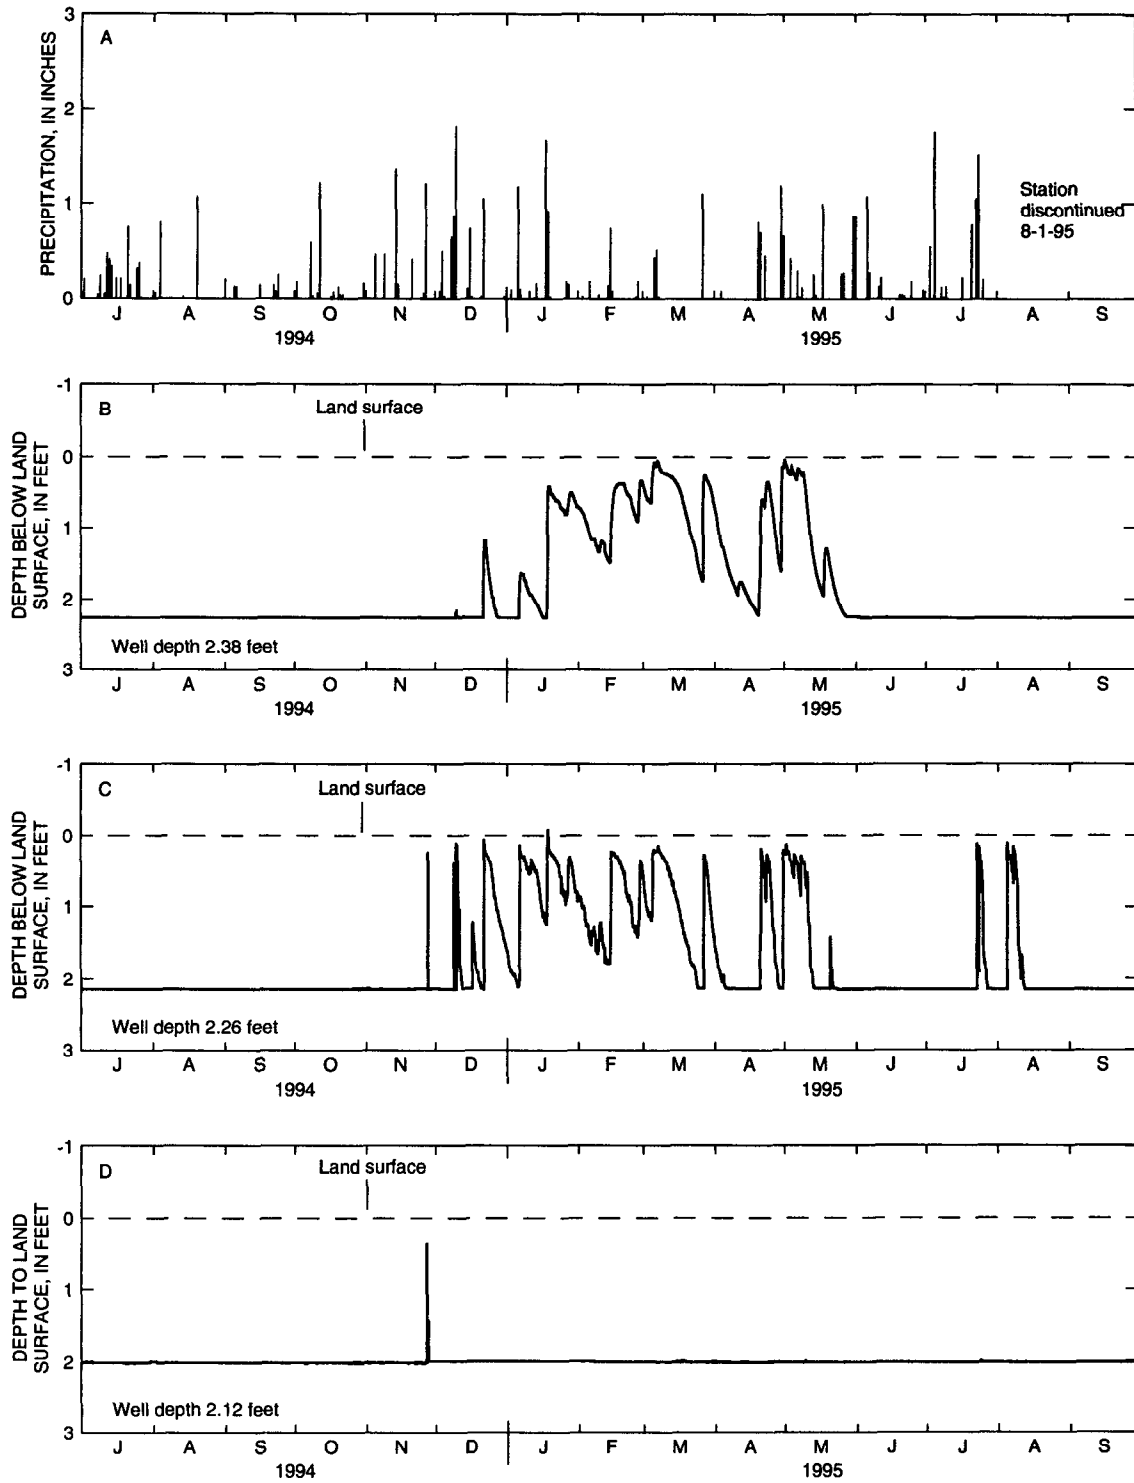 A
PRECIPITATION, IN INCHES
3
2
1
0
Station
discontinued
8-1-95
J A S O N D J F M A M J J A S
1994 1995
B
DEPTH BELOW LAND
SURFACE, IN FEET
-1
0
1
2
3
Land surface
Well depth 2.38 feet
J A S O N D J F M A M J J A S
1994 1995
C
DEPTH BELOW LAND
SURFACE, IN FEET
-1
0
1
2
3
Land surface
Well depth 2.26 feet
J A S O N D J F M A M J J A S
1994 1995
D
DEPTH TO LAND
SURFACE, IN FEET
-1
0
1
2
3
Land surface
Well depth 2.12 feet
J A S O N D J F M A M J J A S
1994 1995